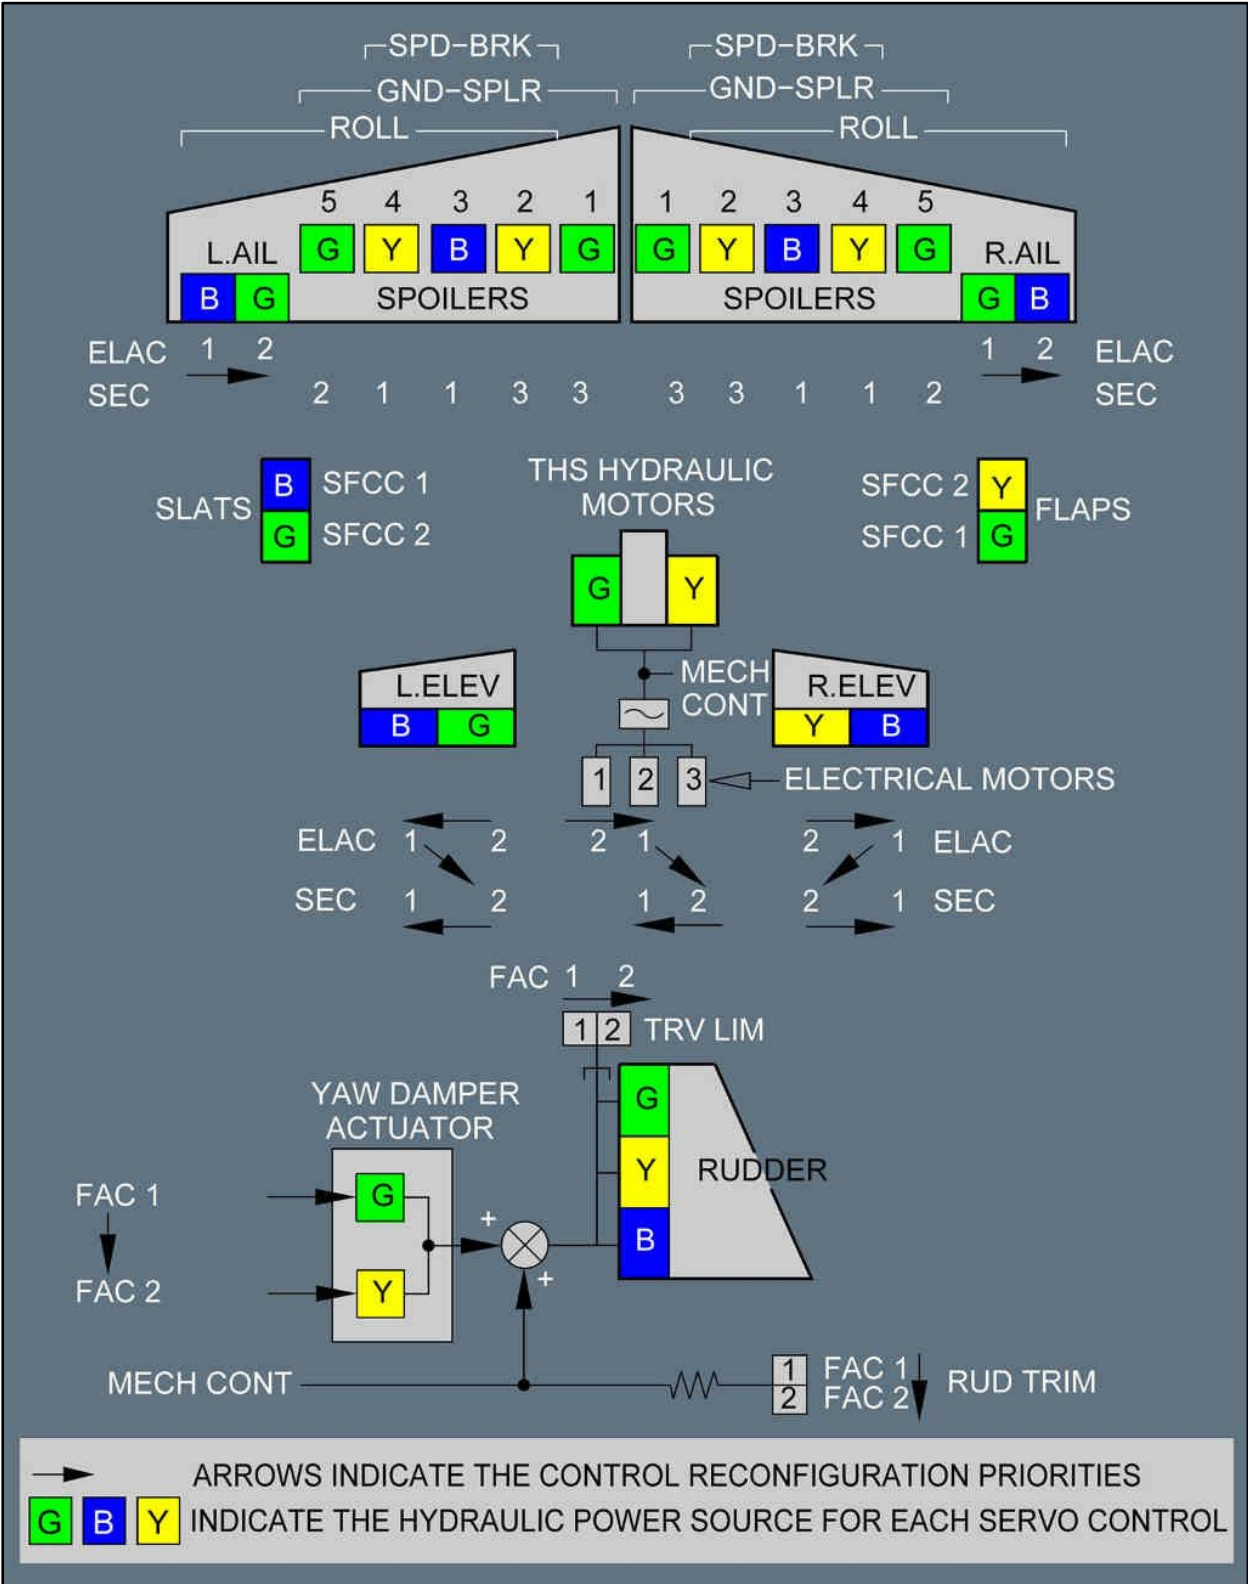 SPD-BRK SPD-BRK
GND-SPLR GND-SPLR
ROLL ROLL
5 4 3 2 1 1 2 3 4 5
G Y B Y G G Y B Y G
L.AIL R.AIL
B G SPOILERS SPOILERS G B
ELAC 1 2 1 2 ELAC
SEC 2 1 1 3 3 3 3 1 1 2 SEC
THS HYDRAULIC
MOTORS
SLATS B SFCC 1
G SFCC 2
SFCC 2 Y FLAPS
SFCC 1 G
G Y
MECH
CONT
L.ELEV R.ELEV
B G Y B
1 2 3 ELECTRICAL MOTORS
ELAC 1 2 2 1 2 1 ELAC
SEC 1 2 1 2 2 1 SEC
FAC 1 2
1 2 TRV LIM
YAW DAMPER
ACTUATOR
G
Y RUDDER
B
FAC 1 G
+
+
FAC 2 Y
MECH CONT
1 FAC 1
2 FAC 2
RUD TRIM
ARROWS INDICATE THE CONTROL RECONFIGURATION PRIORITIES
G B Y INDICATE THE HYDRAULIC POWER SOURCE FOR EACH SERVO CONTROL